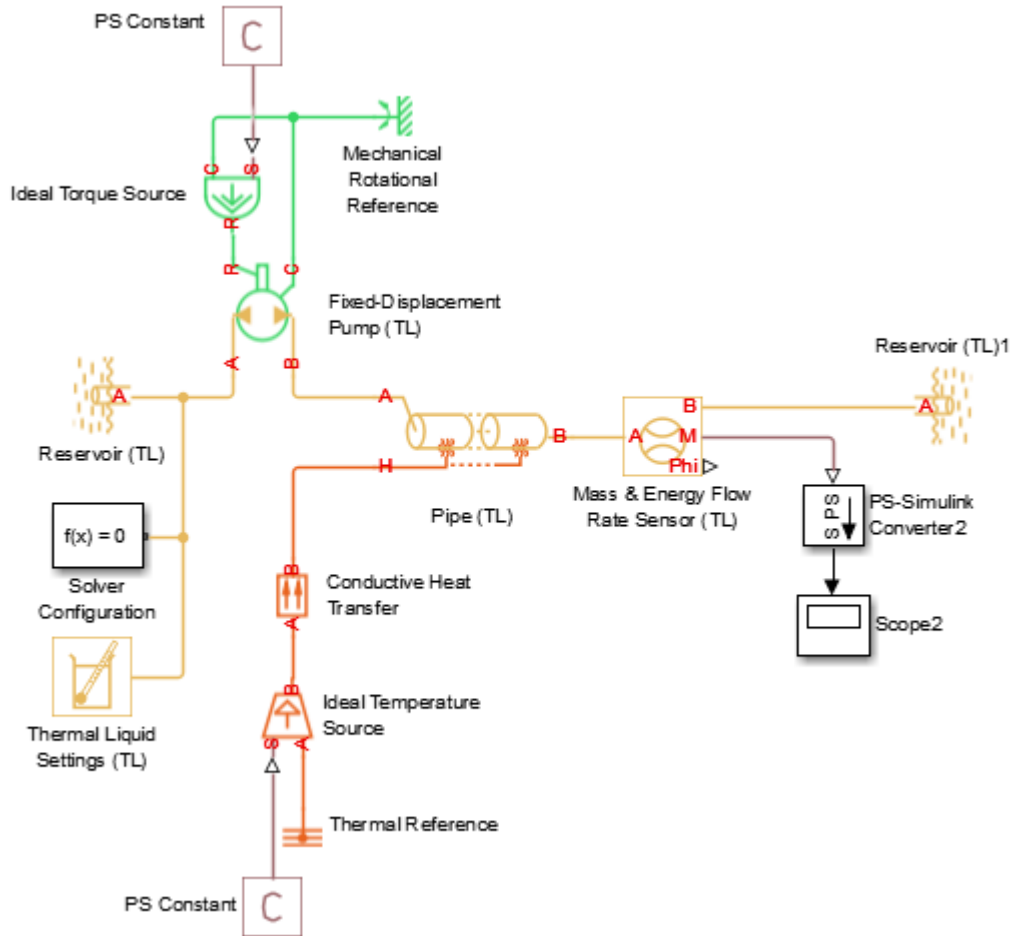 PS Constant
C
Mechanical
Rotational
Reference
C
S
Ideal Torque Source
R
R
C
Fixed-Displacement
Pump (TL)
A
B
Reservoir (TL)1
A
Reservoir (TL)
A
B
A
B
M
Phi
A
B
Mass & Energy Flow
Rate Sensor (TL)
H
Pipe (TL)
f(x) = 0
Solver
Configuration
S PS
PS-Simulink
Converter2
Scope2
B
A
Conductive Heat
Transfer
Thermal Liquid
Settings (TL)
B
S
A
Ideal Temperature
Source
Thermal Reference
PS Constant
C